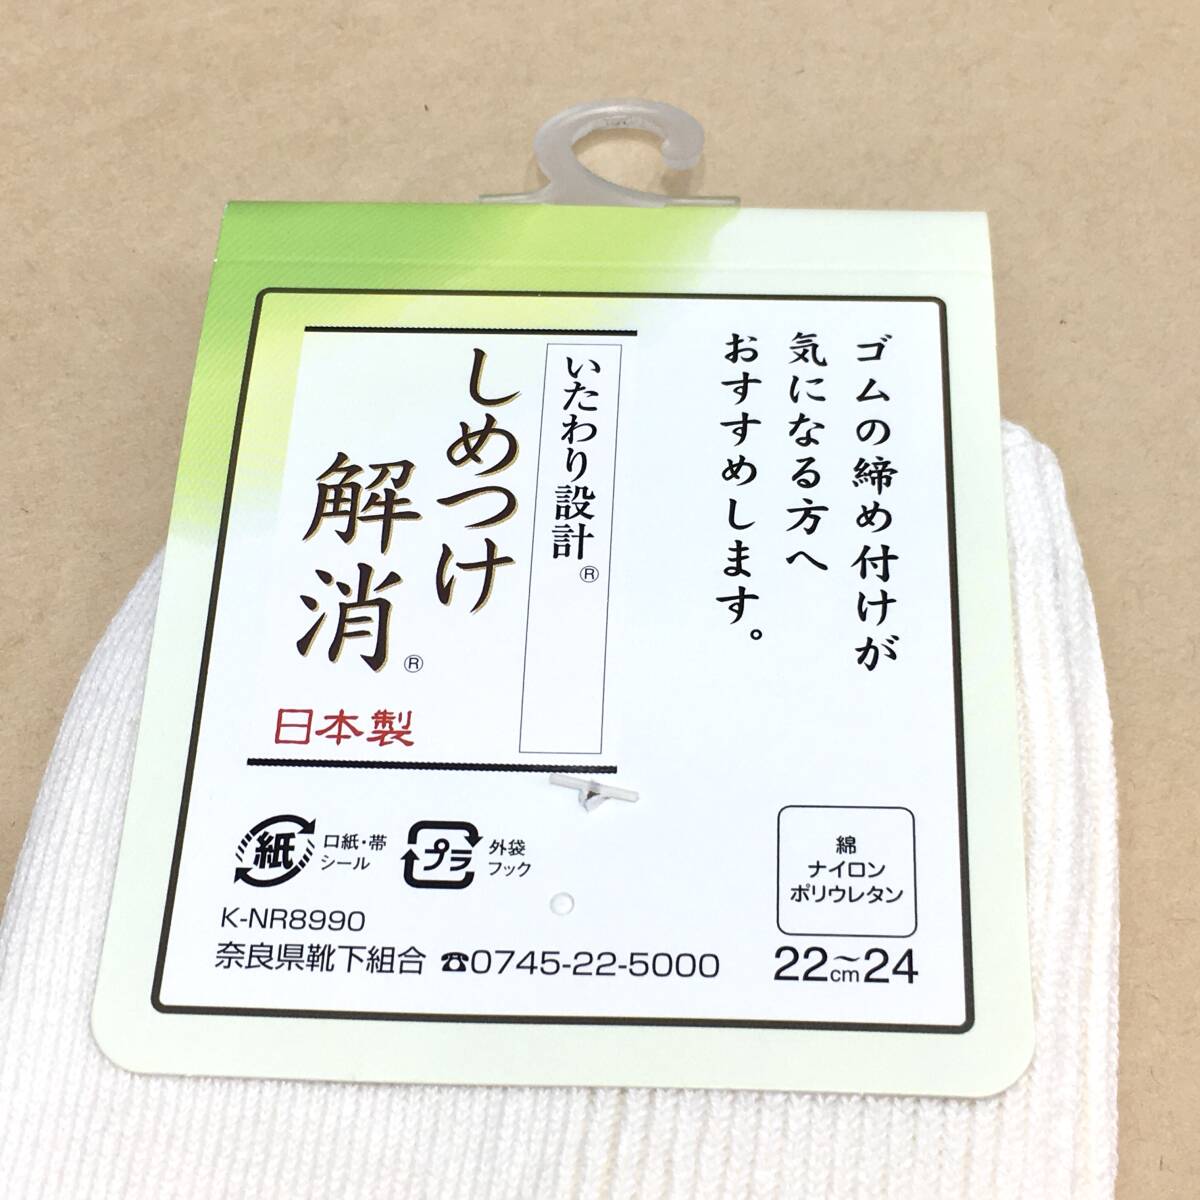 ゴムの締め付けが
気になる方へ
おすすめします。
いたわり設計®
しめつけ
解消®
日本製
紙
口紙・帯
シール
プラ
外袋
フック
K-NR8990
奈良県靴下組合 ☎0745-22-5000
綿
ナイロン
ポリウレタン
22〜24cm